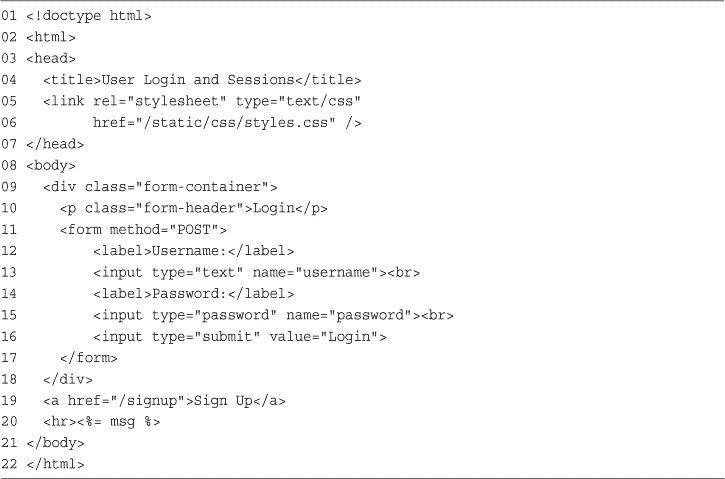 01 <!doctype html>
02 <html>
03 <head>
04   <title>User Login and Sessions</title>
05   <link rel="stylesheet" type="text/css"
06         href="/static/css/styles.css" />
07 </head>
08 <body>
09   <div class="form-container">
10     <p class="form-header">Login</p>
11     <form method="POST">
12         <label>Username:</label>
13         <input type="text" name="username"><br>
14         <label>Password:</label>
15         <input type="password" name="password"><br>
16         <input type="submit" value="Login">
17     </form>
18   </div>
19   <a href="/signup">Sign Up</a>
20   <hr><%= msg %>
21 </body>
22 </html>